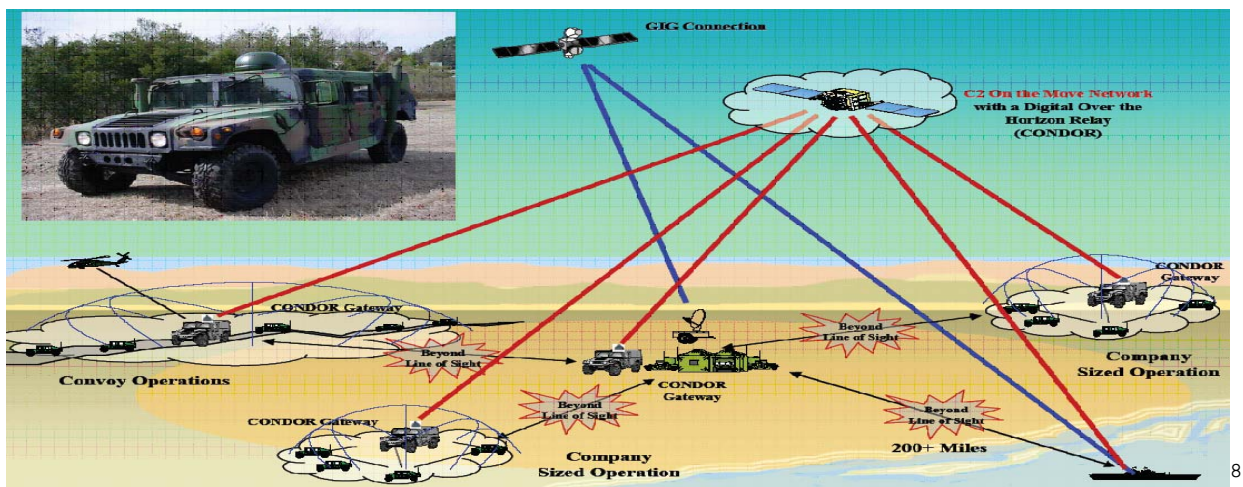 GIG Connection
C2 On the Move Network
with a Digital Over the
Horizon Relay
(CONDOR)
CONDOR
Gateway
CONDOR Gateway
Beyond
Line of Sight
Beyond
Line of Sight
Company
Sized Operation
Convoy Operations
CONDOR
Gateway
Beyond
Line of Sight
Beyond
Line of Sight
CONDOR Gateway
200+ Miles
Company
Sized Operation
8